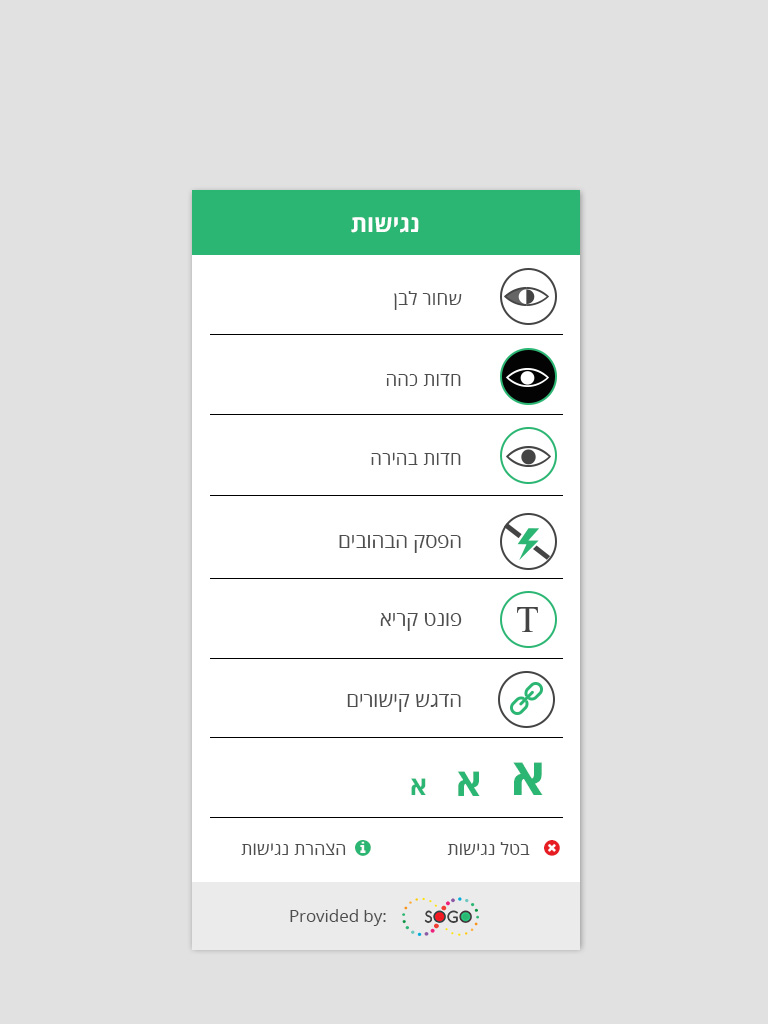 נגישות
שחור לבן
חדות כהה
חדות בהירה
הפסק הבהובים
פונט קריא
T
הדגש קישורים
א א א
בטל נגישות
הצהרת נגישות
Provided by: SOGO